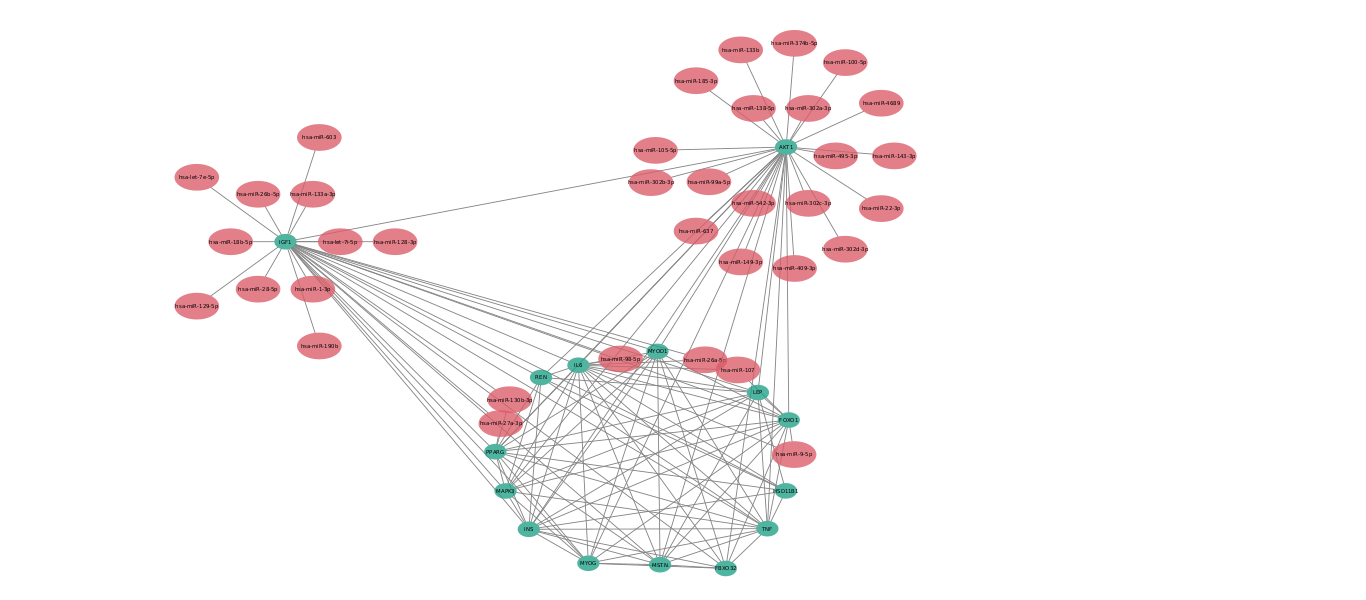 hsa-miR-374b-5p
hsa-miR-133b
hsa-miR-100-5p
hsa-miR-185-3p
hsa-miR-4689
hsa-miR-138-5p
hsa-miR-302a-3p
hsa-miR-603
AKT1
hsa-miR-105-5p
hsa-miR-495-3p
hsa-miR-143-3p
hsa-let-7e-5p
hsa-miR-302b-3p
hsa-miR-99a-5p
hsa-miR-26b-5p
hsa-miR-133a-3p
hsa-miR-542-3p
hsa-miR-302c-3p
hsa-miR-22-3p
hsa-miR-637
hsa-miR-18b-5p
IGF1
hsa-let-7i-5p
hsa-miR-128-3p
hsa-miR-302d-3p
hsa-miR-149-3p
hsa-miR-409-3p
hsa-miR-28-5p
hsa-miR-1-3p
hsa-miR-129-5p
hsa-miR-190b
MYOD1
hsa-miR-98-5p
hsa-miR-26a-5p
IL6
hsa-miR-107
REN
LEP
hsa-miR-130b-3p
FOXO1
hsa-miR-27a-3p
PPARG
hsa-miR-9-5p
MAPK3
HSD11B1
INS
TNF
MYOG
MSTN
FBXO32